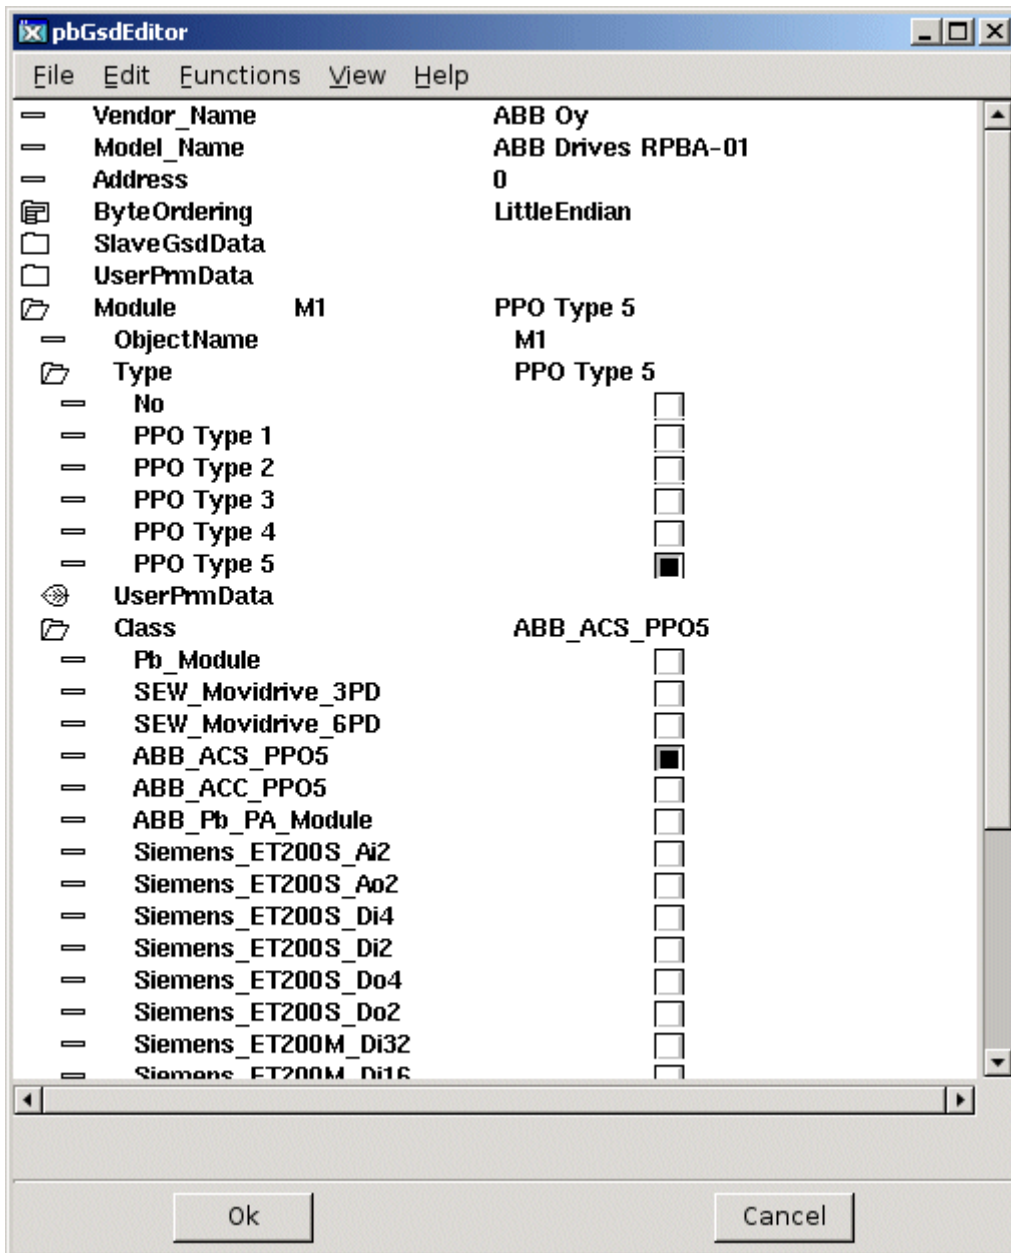 pbGsdEditor
File Edit Functions View Help
Vendor_Name ABB Oy
Model_Name ABB Drives RPBA-01
Address 0
ByteOrdering LittleEndian
SlaveGsdData
UserPrmData
Module M1 PPO Type 5
ObjectName M1
Type PPO Type 5
No
PPO Type 1
PPO Type 2
PPO Type 3
PPO Type 4
PPO Type 5
UserPrmData
Class ABB_ACS_PPO5
Pb_Module
SEW_Movidrive_3PD
SEW_Movidrive_6PD
ABB_ACS_PPO5
ABB_ACC_PPO5
ABB_Pb_PA_Module
Siemens_ET200S_Ai2
Siemens_ET200S_Ao2
Siemens_ET200S_Di4
Siemens_ET200S_Di2
Siemens_ET200S_Do4
Siemens_ET200S_Do2
Siemens_ET200M_Di32
Siemens_ET200M_Di16
Ok Cancel